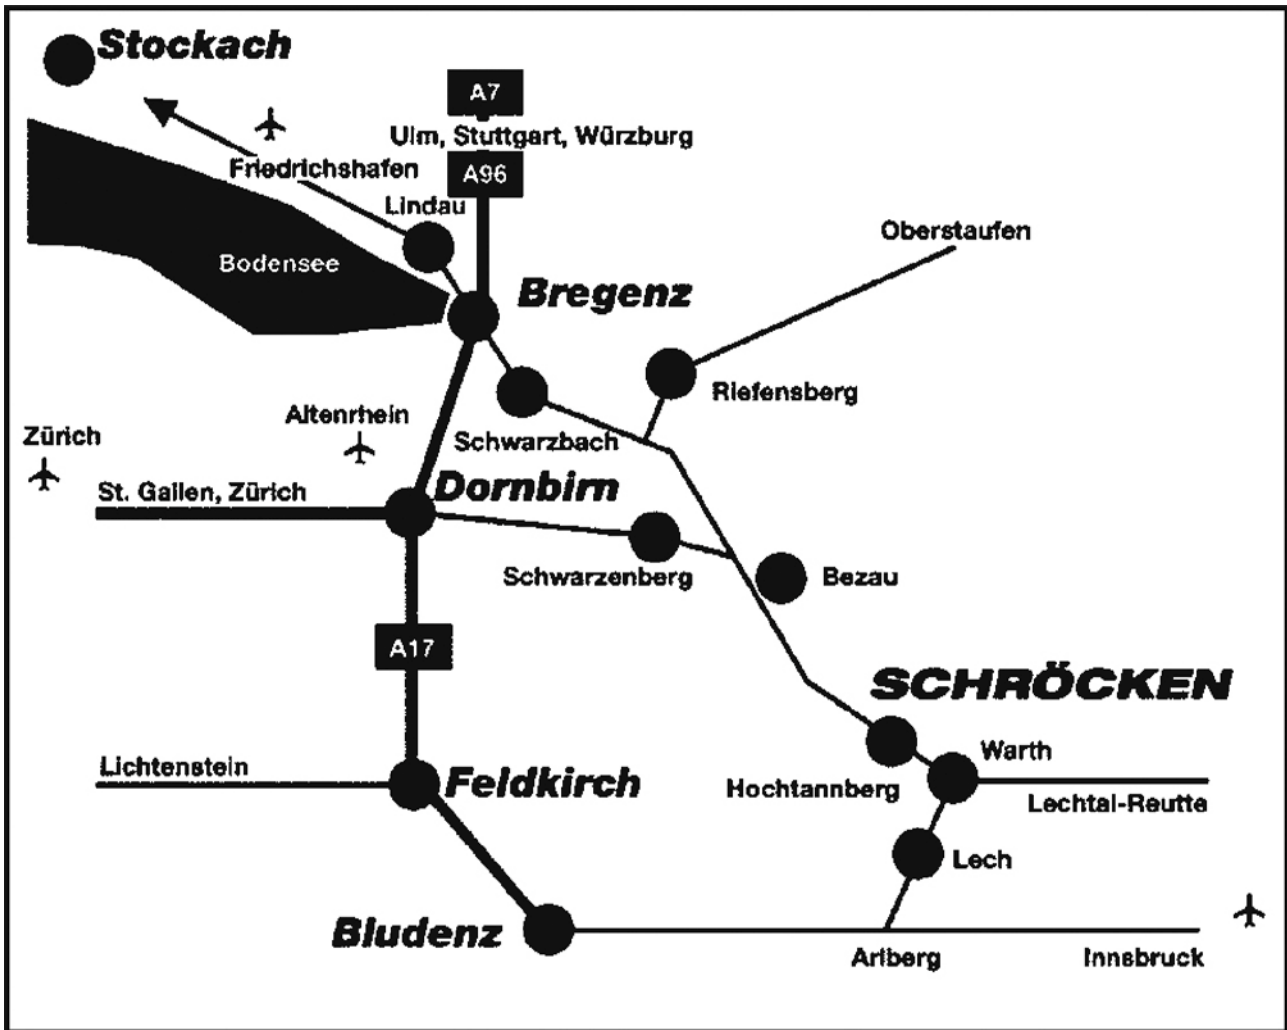 Stockach
A7
Ulm, Stuttgart, Würzburg
Friedrichshafen
A96
Lindau
Oberstaufen
Bodensee
Bregenz
Riefensberg
Altenrhein
Zürich
Schwarzbach
St. Gallen, Zürich
Dornbirn
Schwarzenberg
Bezau
A17
SCHRÖCKEN
Warth
Lichtenstein
Feldkirch
Hochtannberg
Lechtal-Reutte
Lech
Bludenz
Arlberg
Innsbruck